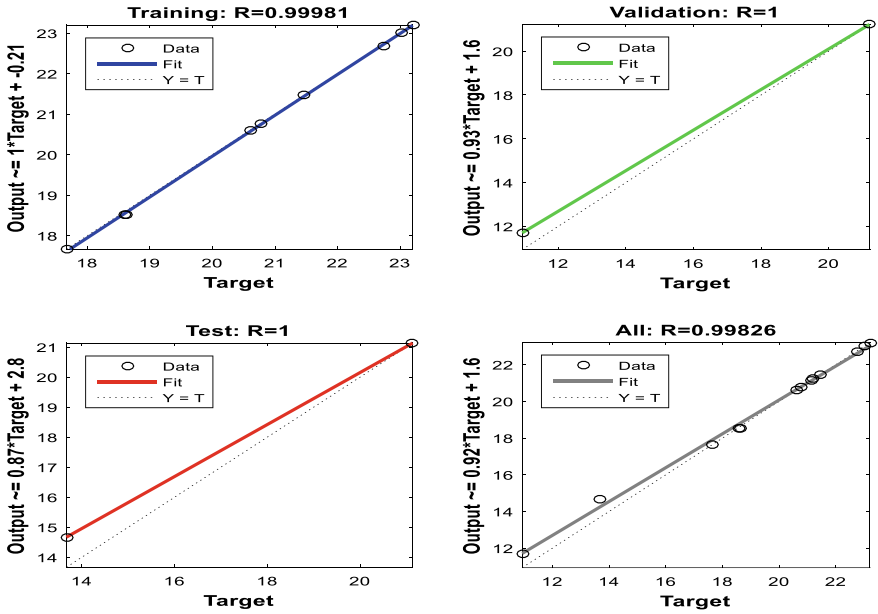 Training: R=0.99981
Output ~= 1*Target + -0.21
23
22
21
20
19
18
Data
Fit
Y = T
18
19
20
21
22
23
Target
Validation: R=1
Output ~= 0.93*Target + 1.6
20
18
16
14
12
Data
Fit
Y = T
12
14
16
18
20
Target
Test: R=1
Output ~= 0.87*Target + 2.8
21
20
19
18
17
16
15
14
Data
Fit
Y = T
14
16
18
20
Target
All: R=0.99826
Output ~= 0.92*Target + 1.6
22
20
18
16
14
12
Data
Fit
Y = T
12
14
16
18
20
22
Target